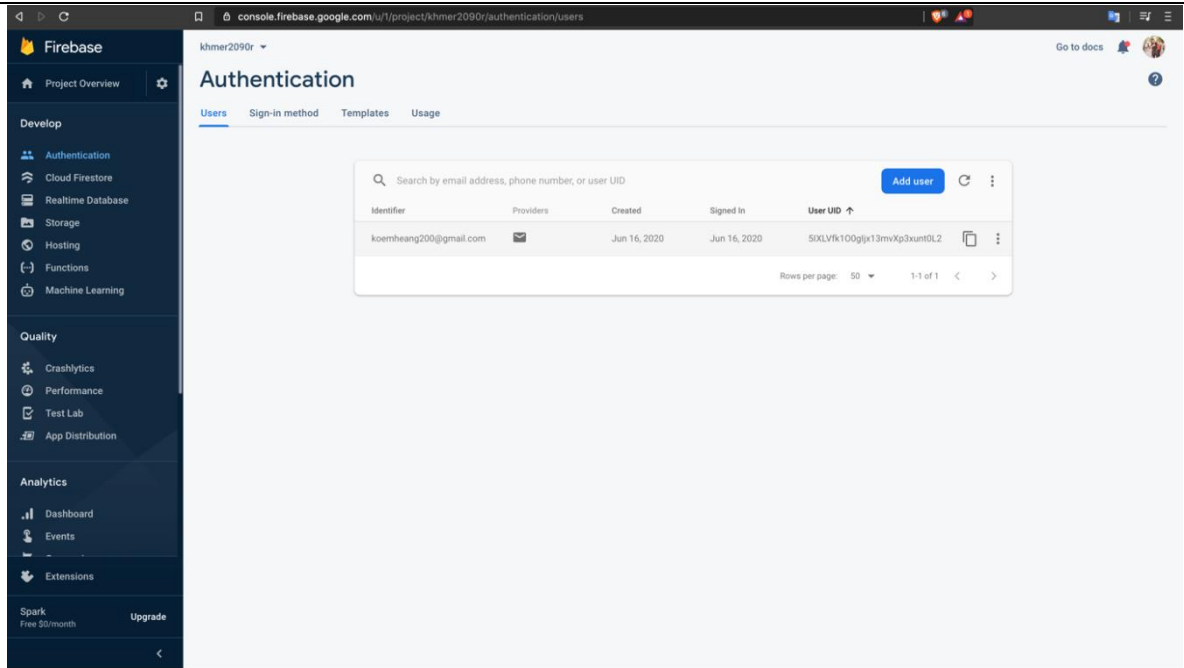 console.firebase.google.com/u/1/project/khmer2090r/authentication/users
Firebase
Project Overview
Develop
Authentication
Cloud Firestore
Realtime Database
Storage
Hosting
Functions
Machine Learning
Quality
Crashlytics
Performance
Test Lab
App Distribution
Analytics
Dashboard
Events
Extensions
Spark
Free $0/month
Upgrade
khmer2090r
Go to docs
Authentication
Users Sign-in method Templates Usage
Search by email address, phone number, or user UID
Add user
Identifier Providers Created Signed In User UID
koemheang200@gmail.com Jun 16, 2020 Jun 16, 2020
Rows per page: 50 1-1 of 1